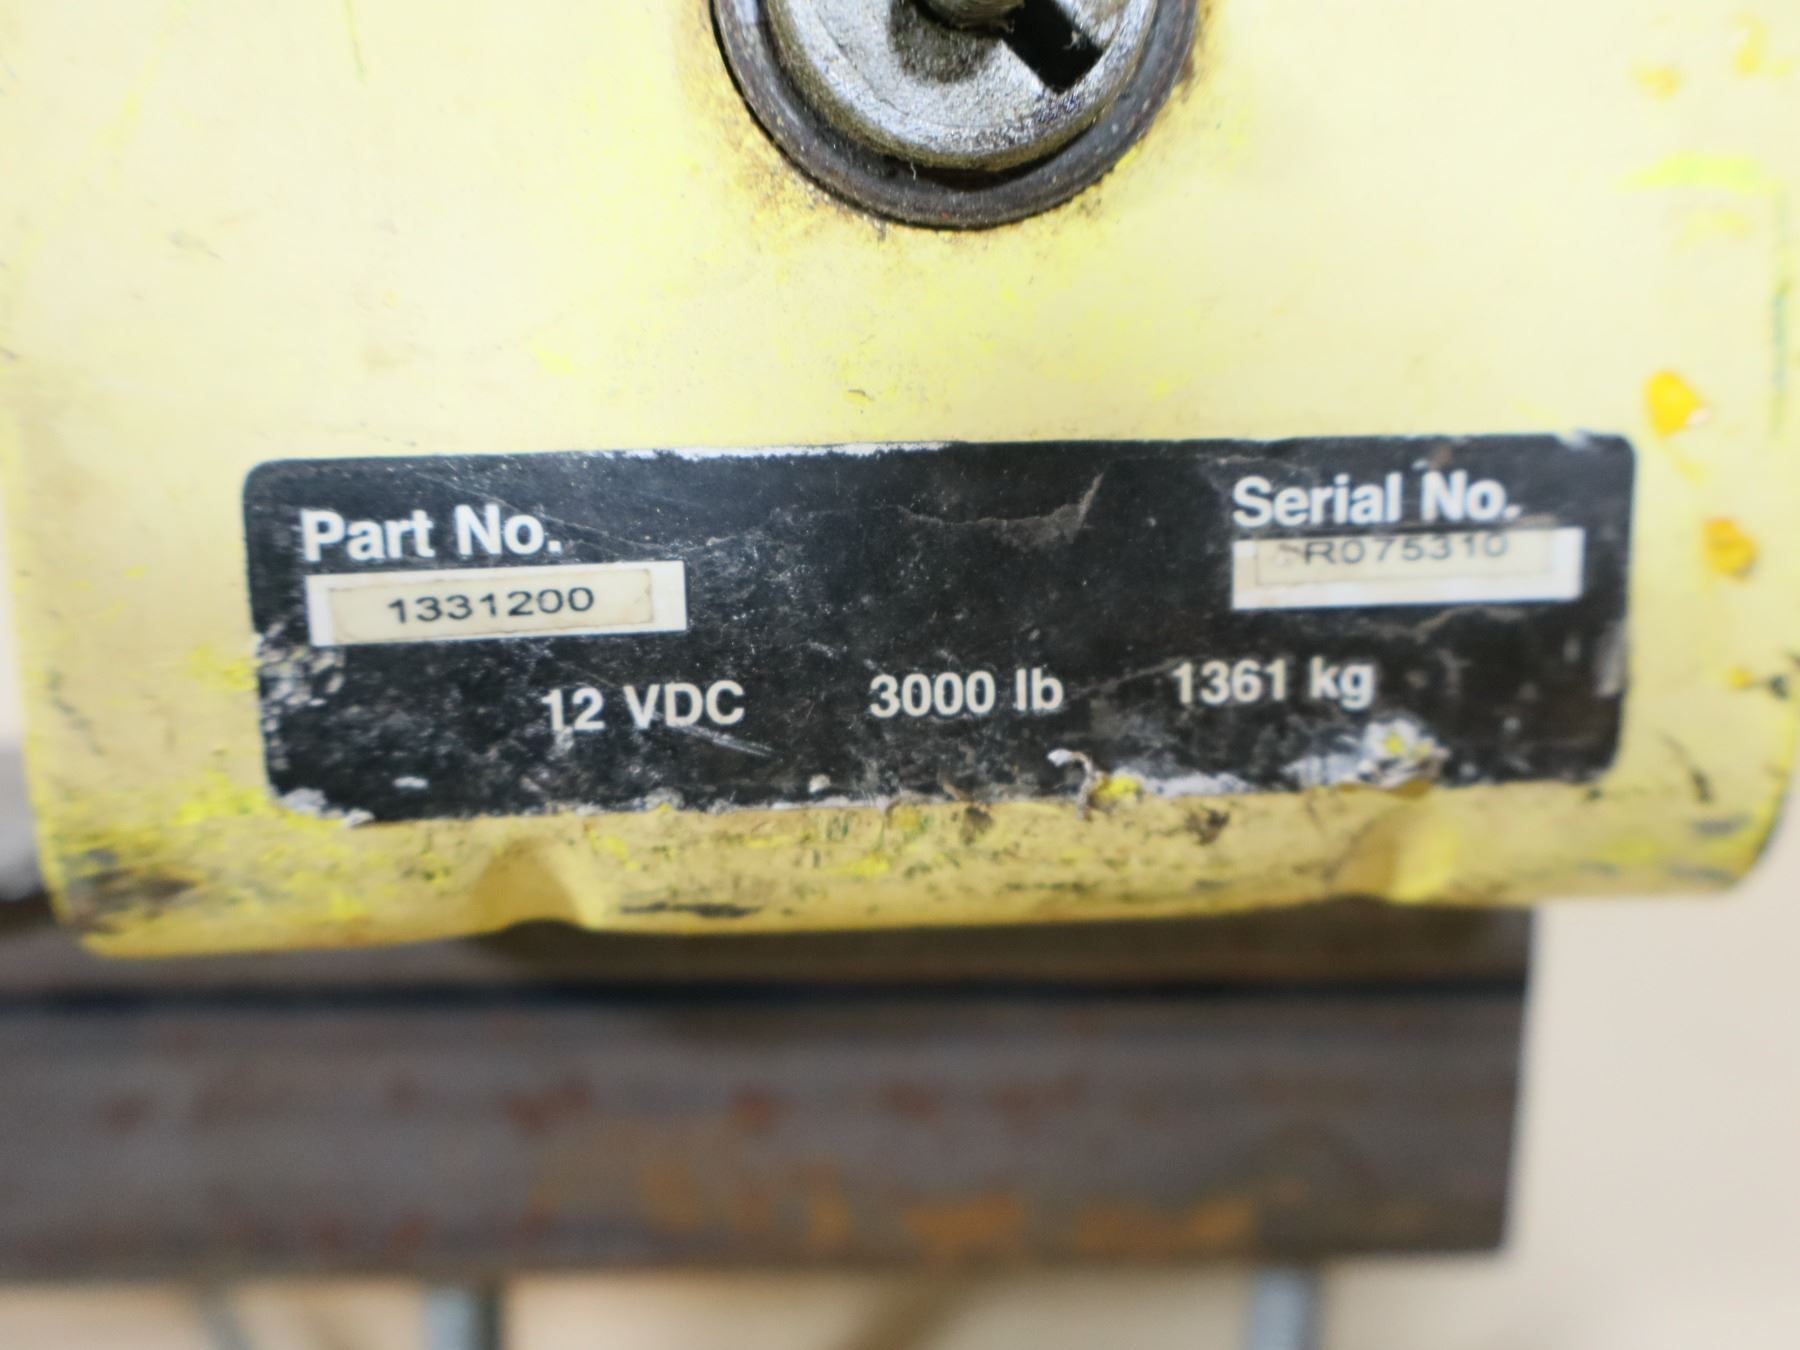 Part No.
1331200
Serial No.
R075310
12 VDC 3000 lb 1361 kg